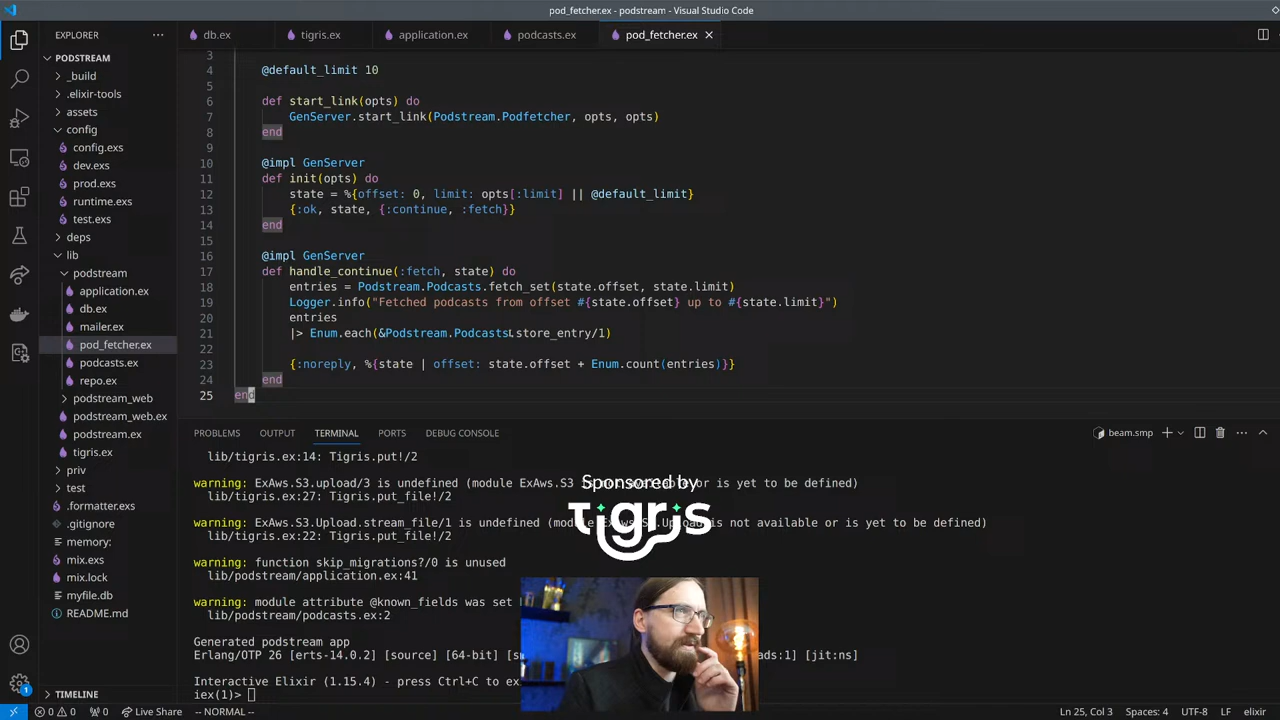 pod_fetcher.ex - podstream - Visual Studio Code
EXPLORER
db.ex
tigris.ex
application.ex
podcasts.ex
pod_fetcher.ex
PODSTREAM
_build
.elixir-tools
assets
config
config.exs
dev.exs
prod.exs
runtime.exs
test.exs
deps
lib
podstream
application.ex
db.ex
mailer.ex
pod_fetcher.ex
podcasts.ex
repo.ex
podstream_web
podstream_web.ex
podstream.ex
tigris.ex
priv
test
.formatter.exs
.gitignore
memory:
mix.exs
mix.lock
myfile.db
README.md
TIMELINE
3
4 @default_limit 10
5
6 def start_link(opts) do
7 GenServer.start_link(Podstream.Podfetcher, opts, opts)
8 end
9
10 @impl GenServer
11 def init(opts) do
12 state = %{offset: 0, limit: opts[:limit] || @default_limit}
13 {:ok, state, {:continue, :fetch}}
14 end
15
16 @impl GenServer
17 def handle_continue(:fetch, state) do
18 entries = Podstream.Podcasts.fetch_set(state.offset, state.limit)
19 Logger.info("Fetched podcasts from offset #{state.offset} up to #{state.limit}")
20 entries
21 |> Enum.each(&Podstream.Podcasts.store_entry/1)
22
23 {:noreply, %{state | offset: state.offset + Enum.count(entries)}}
24 end
25 end
PROBLEMS OUTPUT TERMINAL PORTS DEBUG CONSOLE
beam.smp
lib/tigris.ex:14: Tigris.put!/2
warning: ExAws.S3.upload/3 is undefined (module ExAws.S3 is not available or is yet to be defined)
lib/tigris.ex:27: Tigris.put_file!/2
warning: ExAws.S3.Upload.stream_file/1 is undefined (module ExAws.S3.Upload is not available or is yet to be defined)
lib/tigris.ex:22: Tigris.put_file!/2
warning: function skip_migrations?/0 is unused
lib/podstream/application.ex:41
warning: module attribute @known_fields was set
lib/podstream/podcasts.ex:2
Generated podstream app
Erlang/OTP 26 [erts-14.0.2] [source] [64-bit] [s ads:1] [jit:ns]
Interactive Elixir (1.15.4) - press Ctrl+C to ex
iex(1)>
Sponsored by
tigris
1
0 0 0 Live Share -- NORMAL -- Ln 25, Col 3 Spaces: 4 UTF-8 LF elixir